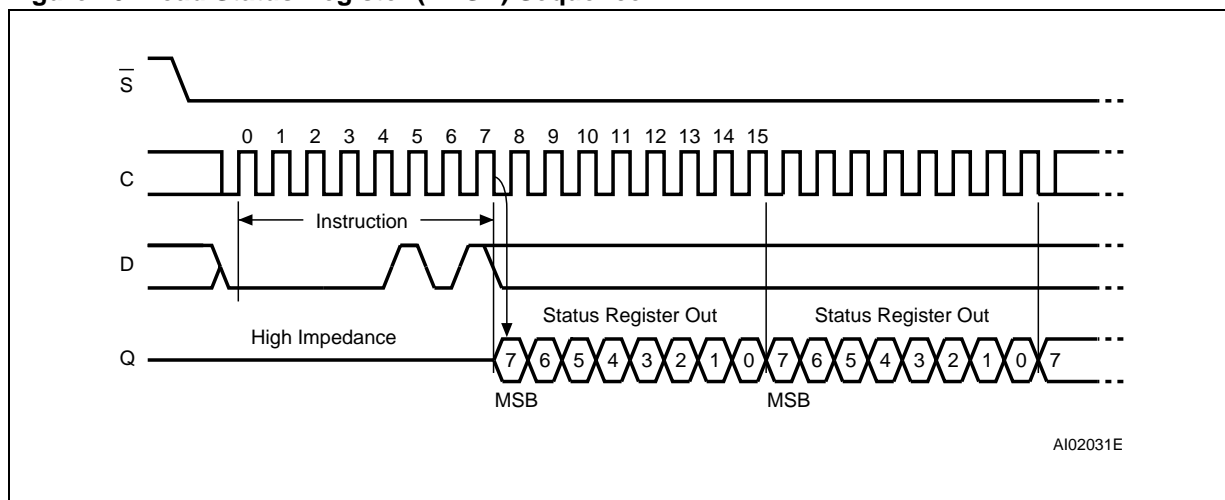 S
0 1 2 3 4 5 6 7 8 9 10 11 12 13 14 15
C
Instruction
D
High Impedance
Status Register Out Status Register Out
Q
7 6 5 4 3 2 1 0 7 6 5 4 3 2 1 0 7
MSB MSB
AI02031E